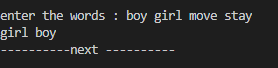 enter the words : boy girl move stay
girl boy
----------next ----------